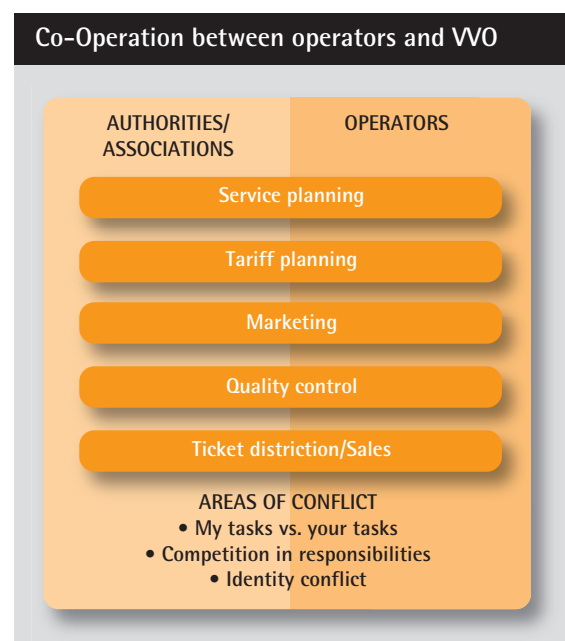 Co-Operation between operators and VVO
AUTHORITIES/
ASSOCIATIONS
OPERATORS
Service planning
Tariff planning
Marketing
Quality control
Ticket distriction/Sales
AREAS OF CONFLICT
• My tasks vs. your tasks
• Competition in responsibilities
• Identity conflict